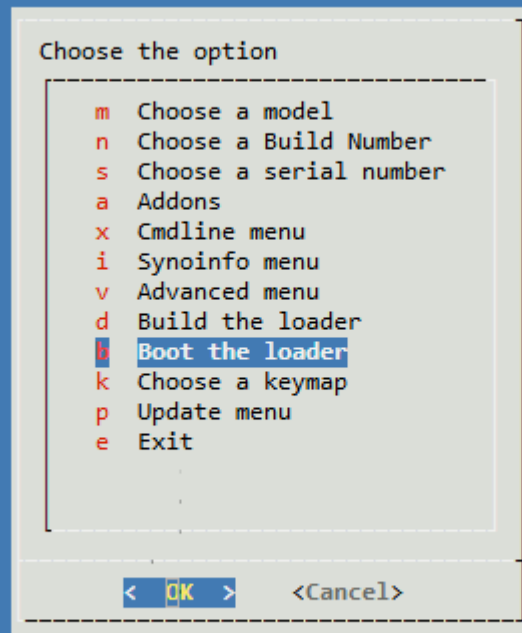 Choose the option
m Choose a model
n Choose a Build Number
s Choose a serial number
a Addons
x Cmdline menu
i Synoinfo menu
v Advanced menu
d Build the loader
b Boot the loader
k Choose a keymap
p Update menu
e Exit
< OK > <Cancel>